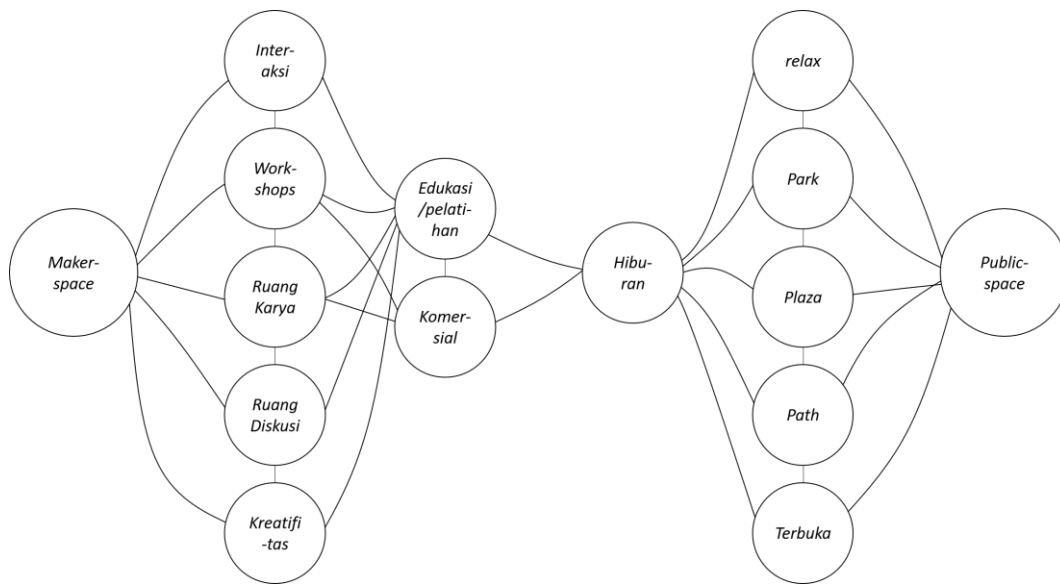 Inter-
aksi
Work-
shops
Ruang
Karya
Ruang
Diskusi
Kreatifi
-tas
Maker-
space
Edukasi
/pelati-
han
Komer-
sial
Hibu-
ran
relax
Park
Plaza
Path
Terbuka
Public-
space